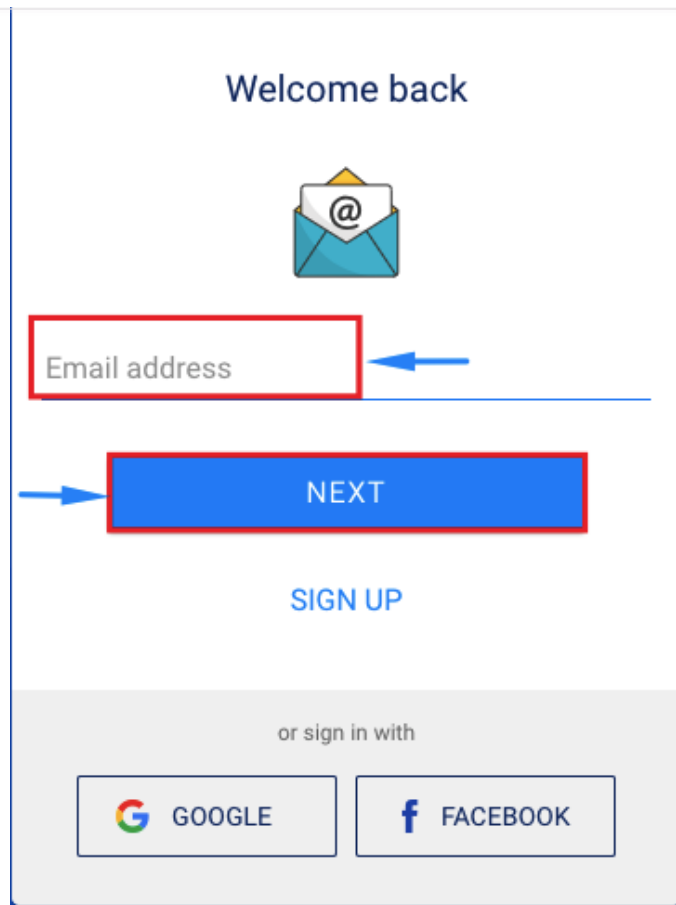 Welcome back
@
Email address
NEXT
SIGN UP
or sign in with
GOOGLE
FACEBOOK